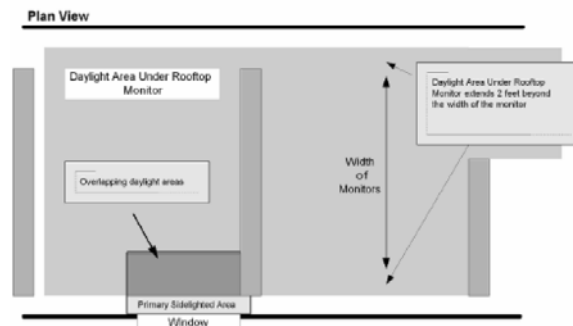 Plan View
Daylight Area Under Rooftop
Monitor
Daylight Area Under Rooftop
Monitor extends 2 feet beyond
the width of the monitor
Overlapping daylight areas
Width
of
Monitors
Primary Sidelighted Area
Window